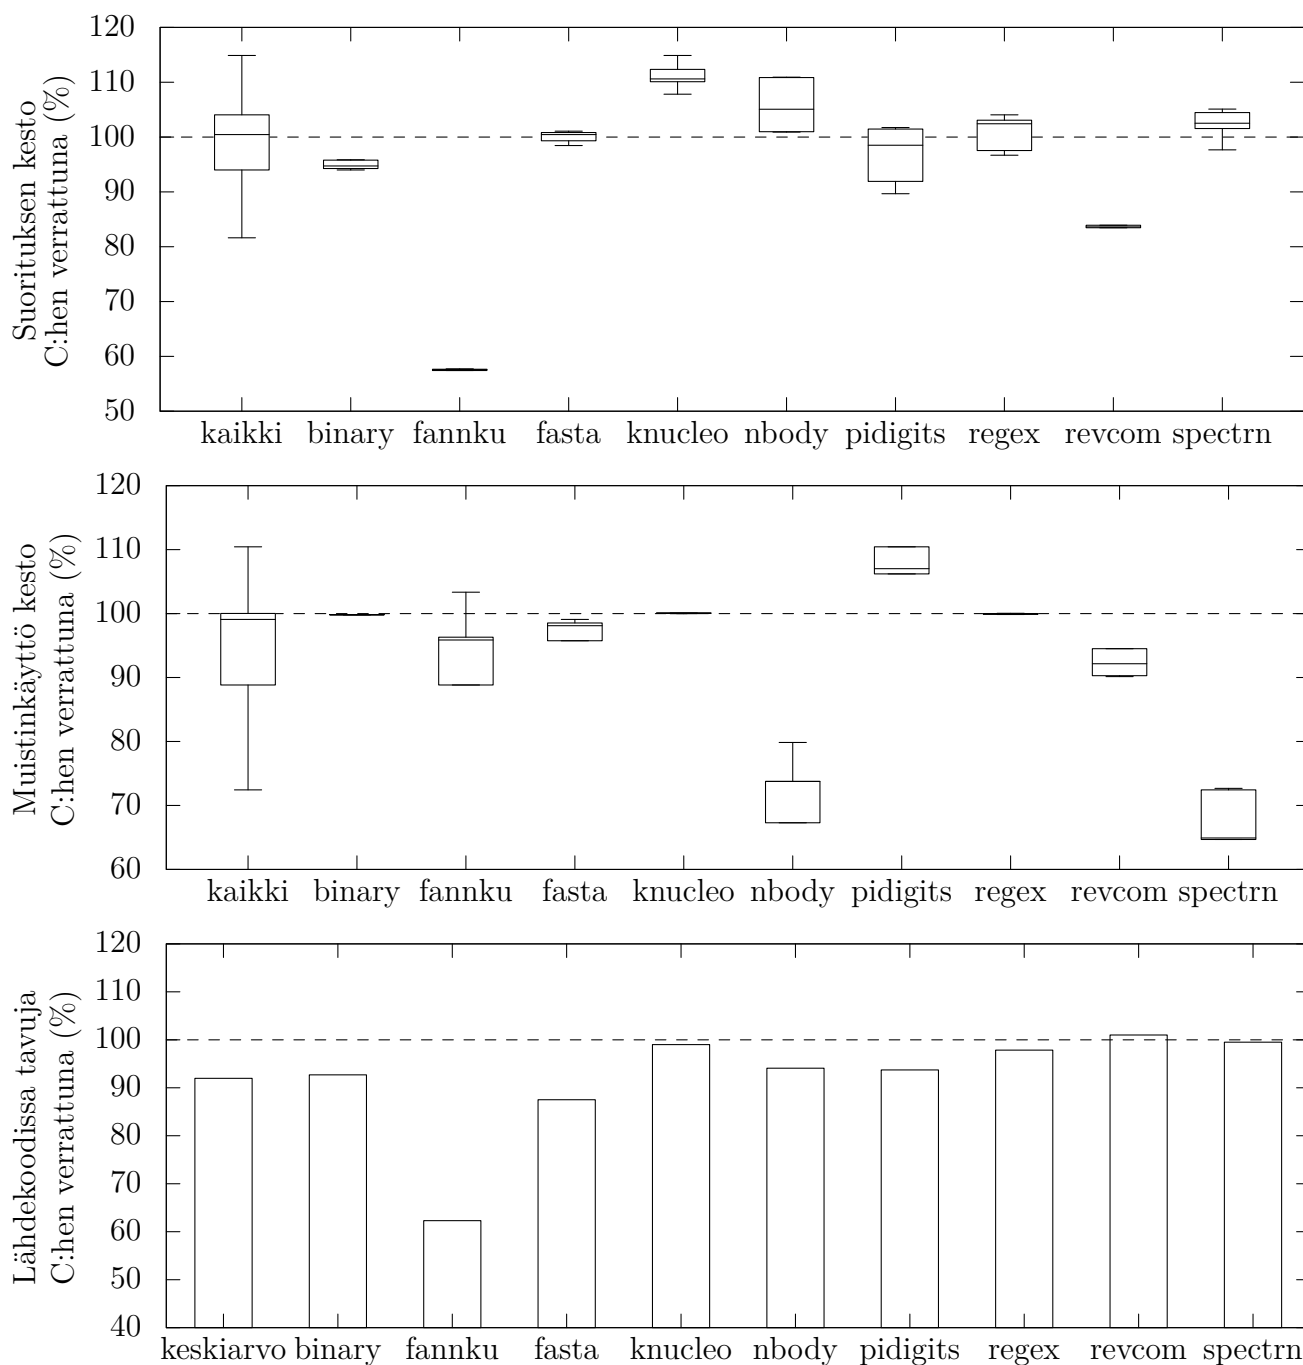 Suorituksen kesto
C:hen verrattuna (%)
120
110
100
90
80
70
60
50
kaikki binary fannku fasta knucleo nbody pidigits regex revcom spectrn
Muistinkäyttö kesto
C:hen verrattuna (%)
120
110
100
90
80
70
60
kaikki binary fannku fasta knucleo nbody pidigits regex revcom spectrn
Lähdekoodissa tavuja
C:hen verrattuna (%)
120
110
100
90
80
70
60
50
40
keskiarvo binary fannku fasta knucleo nbody pidigits regex revcom spectrn